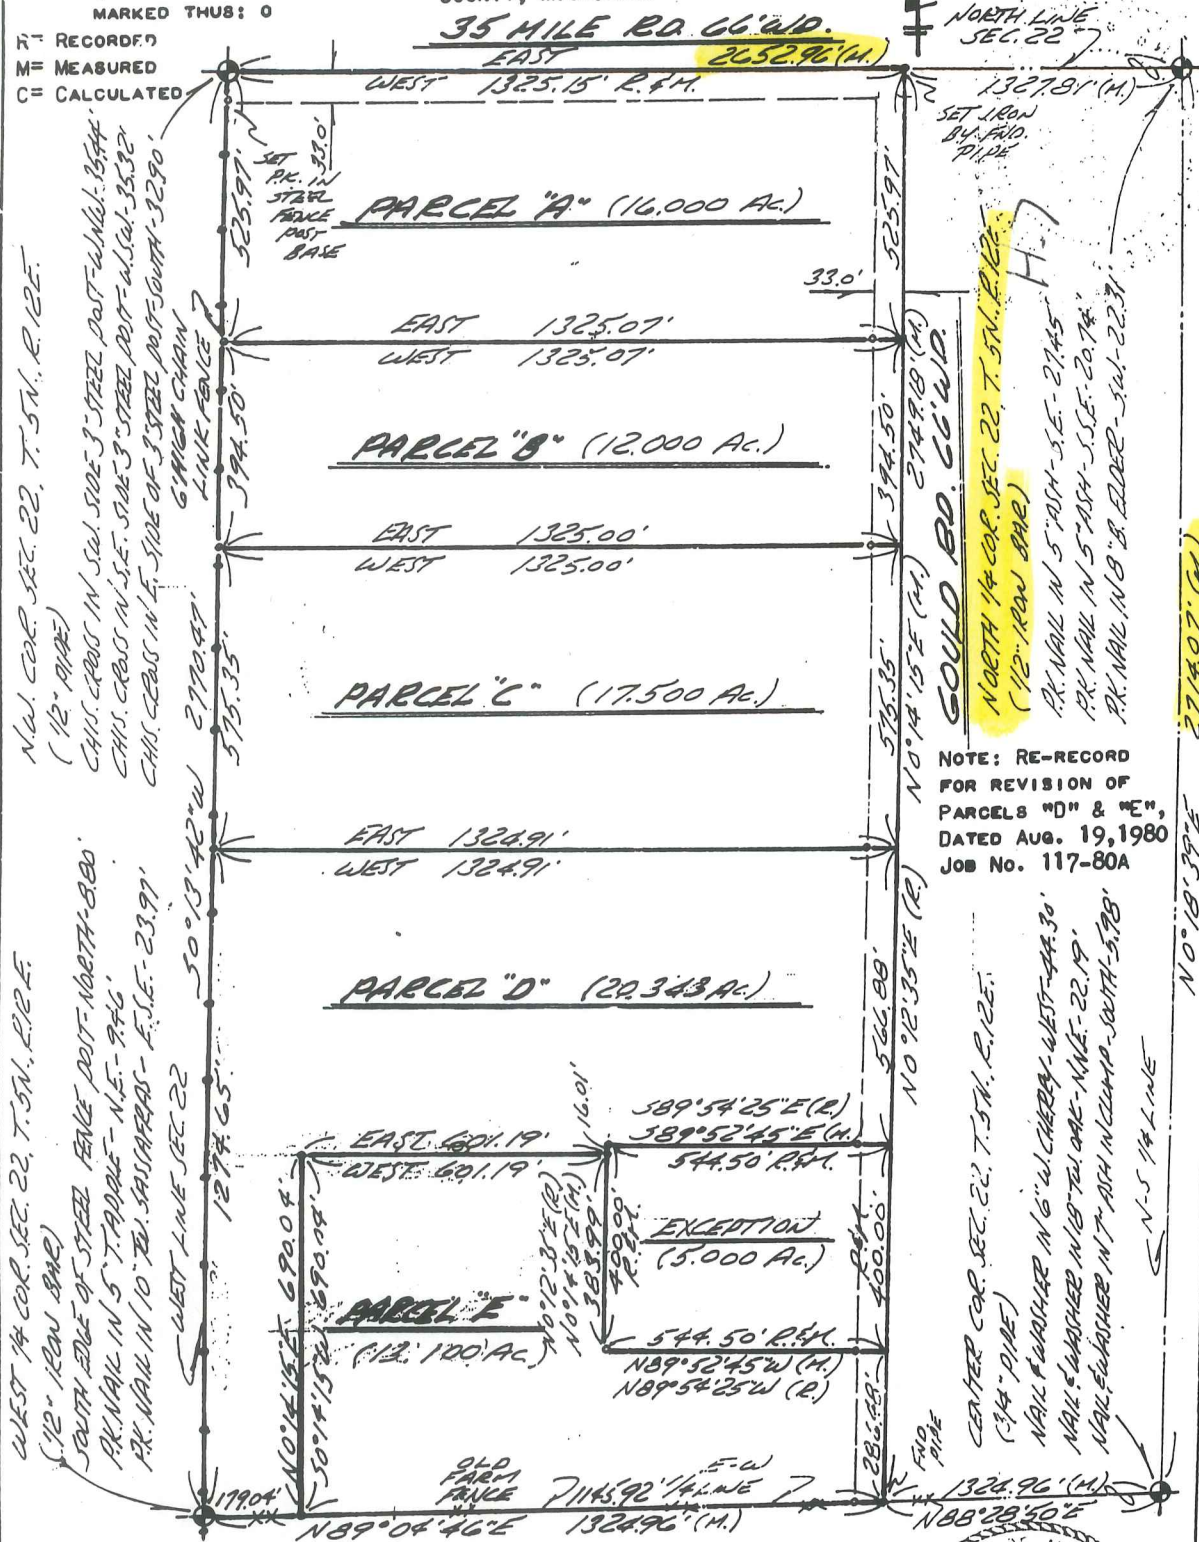 MARKED THUS: O
R= RECORDED
M= MEASURED
C= CALCULATED
35 MILE RD. 66'WD.
EAST 2652.96'(M.)
WEST 1325.15' R.&M.
NORTH LINE
SEC. 22
1327.81'(M.)
SET IRON
BY FND.
PIPE
SET
P.K. IN
STEEL
FENCE
POST
BASE
33.0'
525.97'
PARCEL "A" (16.000 AC.)
525.97'
33.0'
EAST 1325.07'
WEST 1325.07'
6' HIGH CHAIN
LINK FENCE
394.50'
PARCEL "B" (12.000 AC.)
394.50'
2749.18'(M.)
EAST 1325.00'
WEST 1325.00'
575.35'
PARCEL "C" (17.500 AC.)
575.35'
N0°14'15"E (M.)
GOULD RD. 66'WD.
EAST 1324.91'
WEST 1324.91'
PARCEL "D" (20.343 AC.)
566.88'
N0°12'35"E (R.)
S0°13'42"W 2770.47'
1274.65'
WEST LINE SEC 22
N.W. COR. SEC. 22, T.5N., R.12E.
(1/2" PIPE)
CHIS. CROSS IN S.W. SIDE 3" STEEL POST-W.N.W.-35.44'
CHIS. CROSS IN S.E. SIDE 3" STEEL POST-W.S.W.-35.32'
CHIS. CROSS IN E. SIDE OF 3" STEEL POST-SOUTH-32.90'
WEST 1/4 COR. SEC. 22, T.5N., R.12E.
(1/2" IRON BAR)
SOUTH EDGE OF STEEL FENCE POST-NORTH-8.80'
P.K. NAIL IN 5" T. APPLE-N.E.-9.46'
P.K. NAIL IN 10" TW. SASSAFRAS-E.S.E.-23.97'
NORTH 1/4 COR. SEC. 22, T.5N., R.12E.
(1/2" IRON BAR)
H-7
P.K. NAIL IN 5" ASH-S.E.-27.45'
P.K. NAIL IN 5" ASH-S.S.E.-20.74'
P.K. NAIL IN 8" B. ELDER-S.W.-22.31'
NOTE: RE-RECORD
FOR REVISION OF
PARCELS "D" & "E",
DATED AUG. 19,1980
JOB NO. 117-80A
N0°18'39"E
N-S 1/4 LINE
CENTER COR. SEC. 22, T.5N., R.12E.
(3/4" PIPE)
NAIL & WASHER IN 6" W. CHERRY-WEST-44.30'
NAIL & WASHER IN 18" TW. OAK-N.N.E.-22.19'
NAIL & WASHER IN 7" ASH IN CLUMP-SOUTH-5.98'
S89°54'25"E (R.)
S89°52'45"E (M.)
544.50' R.&M.
16.01'
EAST 601.19'
WEST 601.19'
N0°14'15"E 690.04'
S0°14'15"W 690.04'
N0°12'35"E (R.)
N0°14'15"E (M.)
383.99'
400.00'
R.&M.
EXCEPTION
(5.000 AC.)
R.&M.
400.00'
PARCEL "E"
544.50' R.&M.
N89°52'45"W (M.)
N89°54'25"W (R.)
286.48'
FND.
PIPE
OLD
FARM
FENCE
179.04'
1145.92'
E-W
1/4 LINE
N89°04'46"E 1324.96'(M.)
1324.96'(M.)
N88°28'50"E